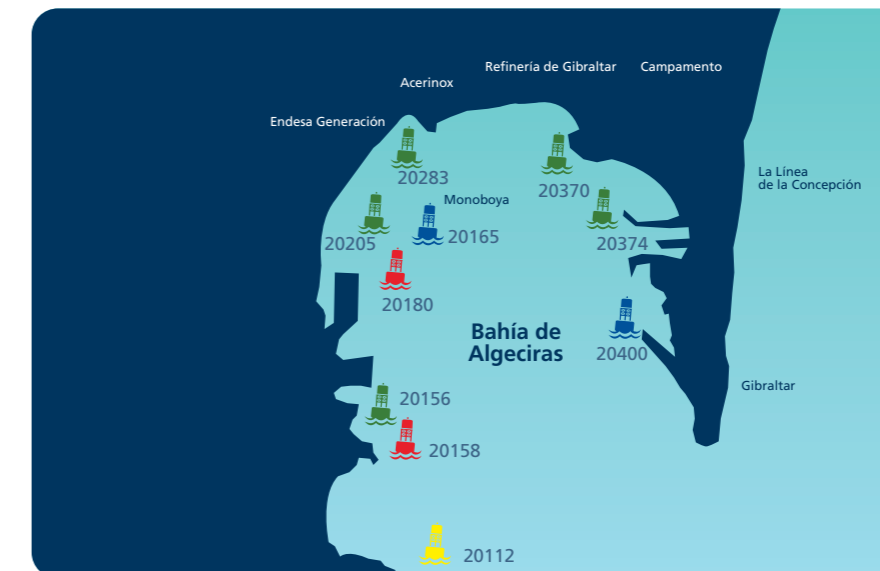 Refinería de Gibraltar
Campamento
Acerinox
Endesa Generación
20283
La Línea
de la Concepción
20370
Monoboya
20205
20165
20374
20180
Bahía de
Algeciras
20400
Gibraltar
20156
20158
20112